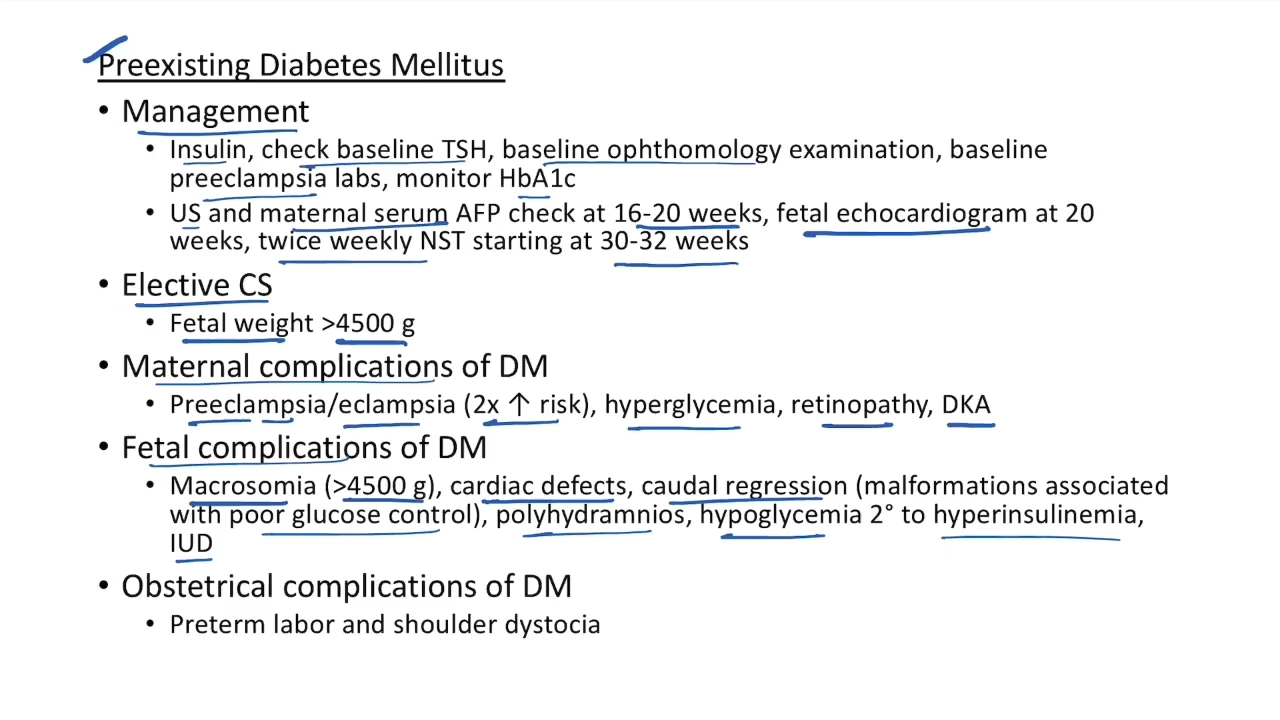 Preexisting Diabetes Mellitus
• Management
• Insulin, check baseline TSH, baseline ophthomology examination, baseline
preeclampsia labs, monitor HbA1c
• US and maternal serum AFP check at 16-20 weeks, fetal echocardiogram at 20
weeks, twice weekly NST starting at 30-32 weeks
• Elective CS
• Fetal weight >4500 g
• Maternal complications of DM
• Preeclampsia/eclampsia (2x ↑ risk), hyperglycemia, retinopathy, DKA
• Fetal complications of DM
• Macrosomia (>4500 g), cardiac defects, caudal regression (malformations associated
with poor glucose control), polyhydramnios, hypoglycemia 2° to hyperinsulinemia,
IUD
• Obstetrical complications of DM
• Preterm labor and shoulder dystocia